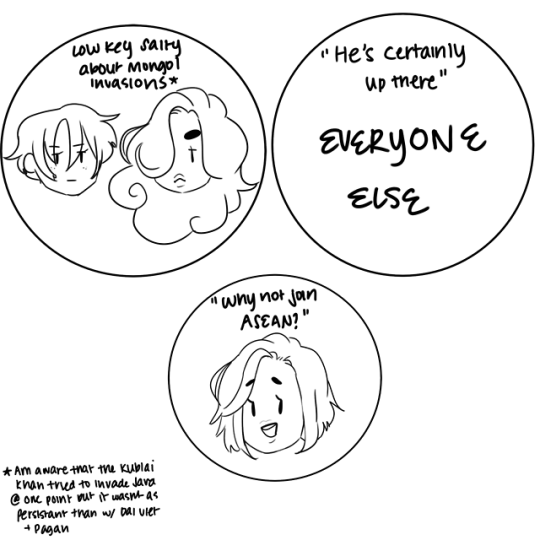 LOW KEY SALTY
about MONGOL
INVASIONS*
"He's certainly
up there"
EVERYONE
ELSE
"Why not join
ASEAN?"
*Am aware that the Kublai
Khan tried to invade Java
@ one point but it wasnt as
persistant than w/ Dai Viet
+ Pagan